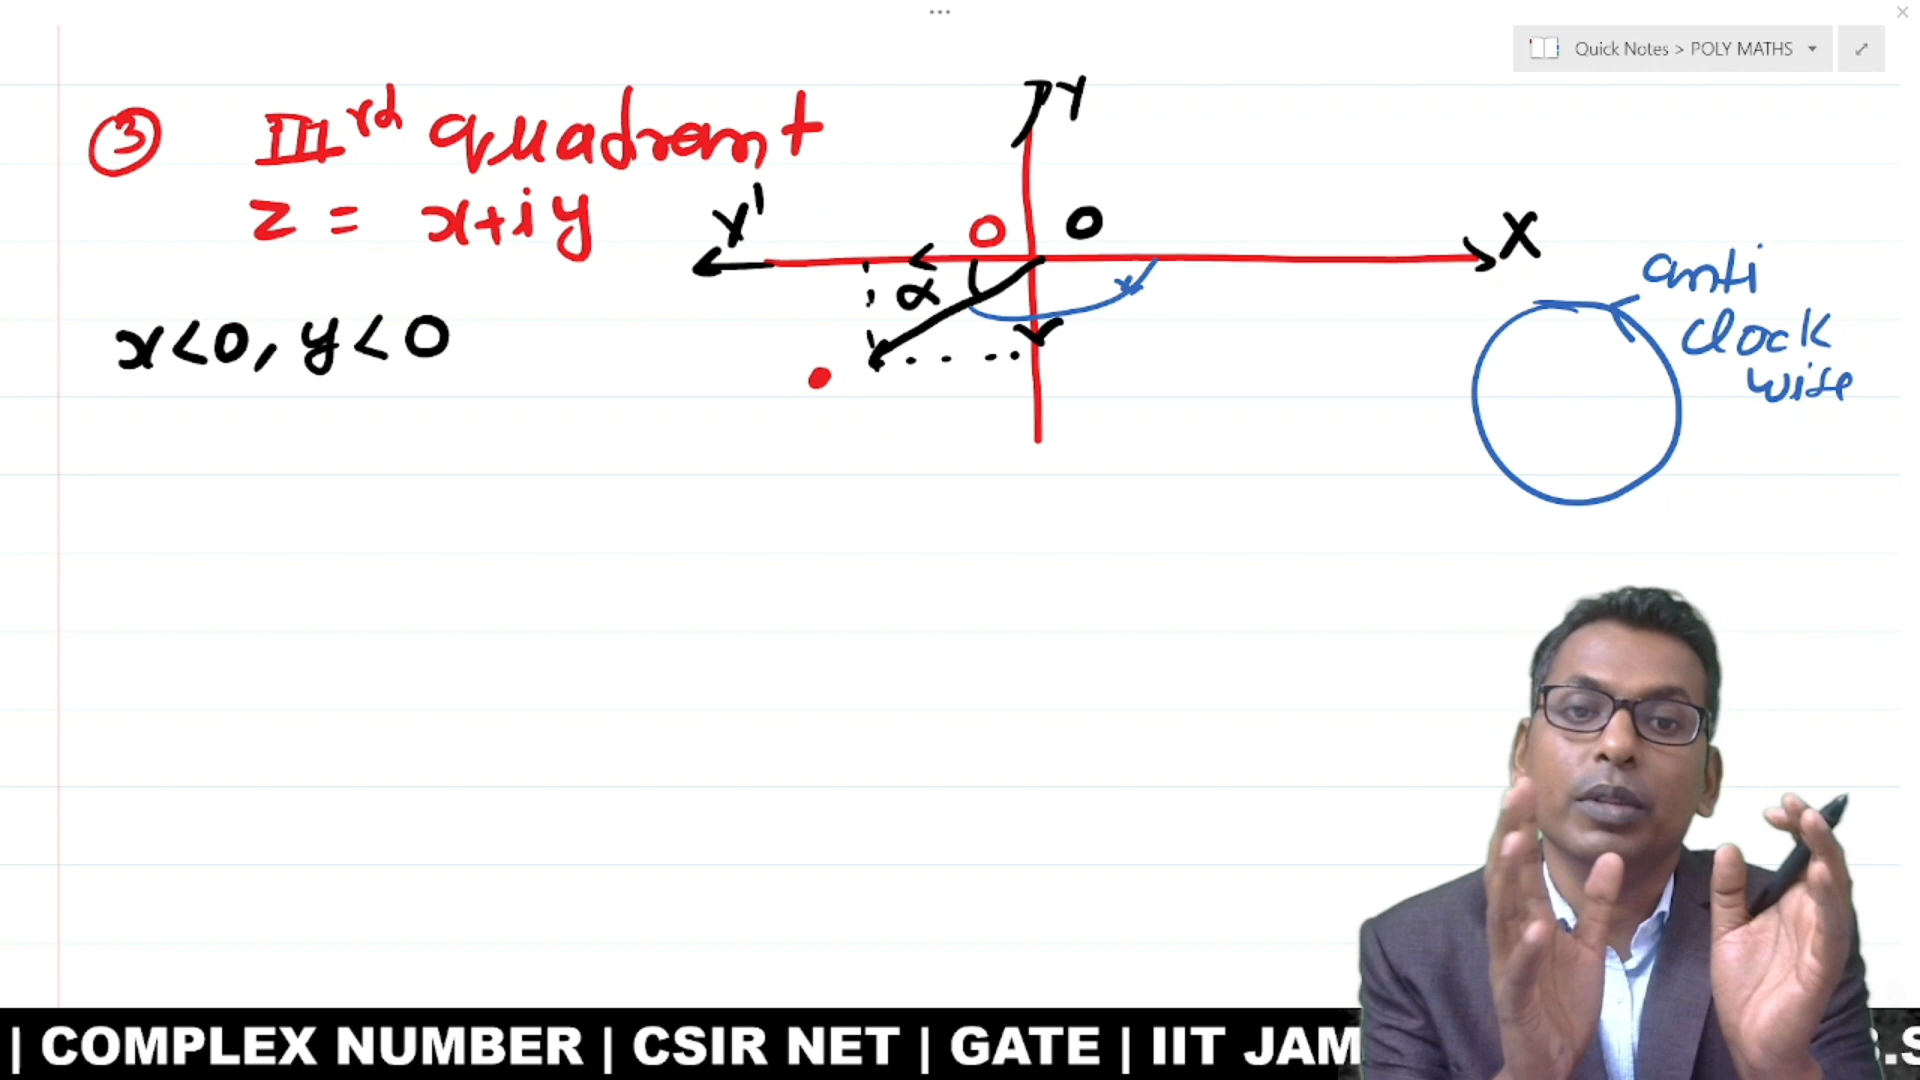 Quick Notes > POLY MATHS
③ IIIrd quadrant
z = x+iy
x<0, y<0
Y
X'
O
O
X
α
anti
clock
wise
| COMPLEX NUMBER | CSIR NET | GATE | IIT JAM